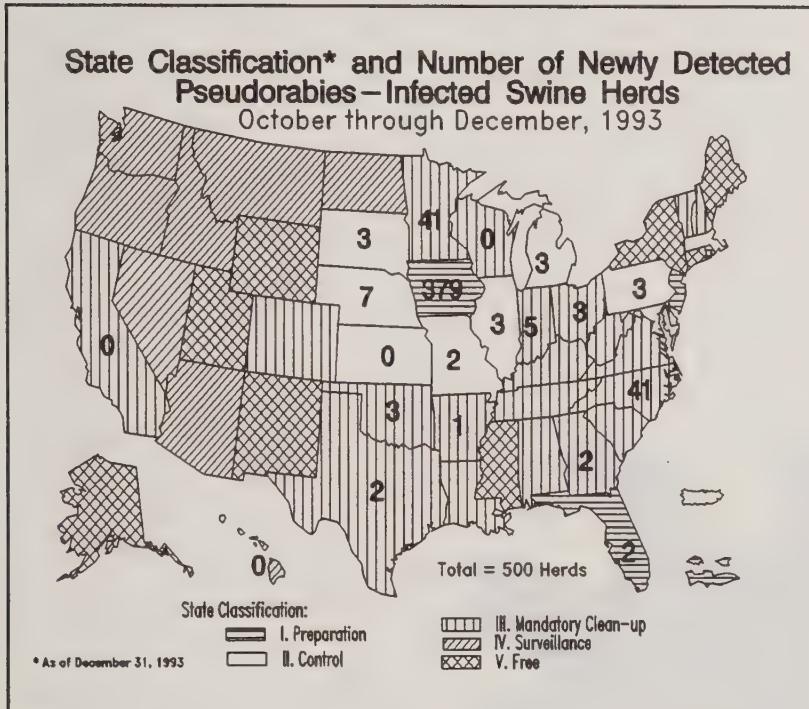 State Classification* and Number of Newly Detected
Pseudorabies–Infected Swine Herds
October through December, 1993
41
3
0
3
379
7
3
5
3
3
0
0
2
41
3
1
2
2
2
0
Total = 500 Herds
State Classification:
I. Preparation
II. Control
III. Mandatory Clean-up
IV. Surveillance
V. Free
* As of December 31, 1993